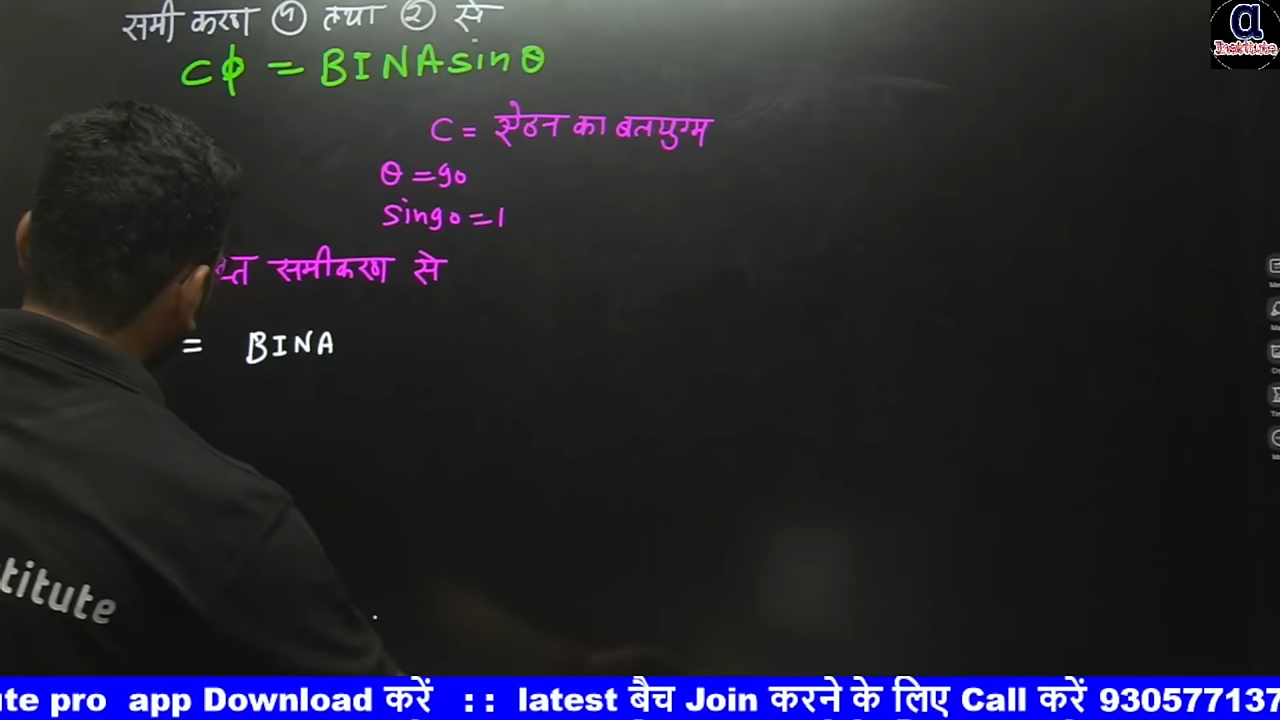 समीकरण ① तथा ② से
Cϕ = BINAsinθ
C = ऐंठन का बलयुग्म
θ = 90
sin90 = 1
समीकरण से
= BINA
a
Institute
titute
ute pro app Download करें :: latest बैच Join करने के लिए Call करें 930577137